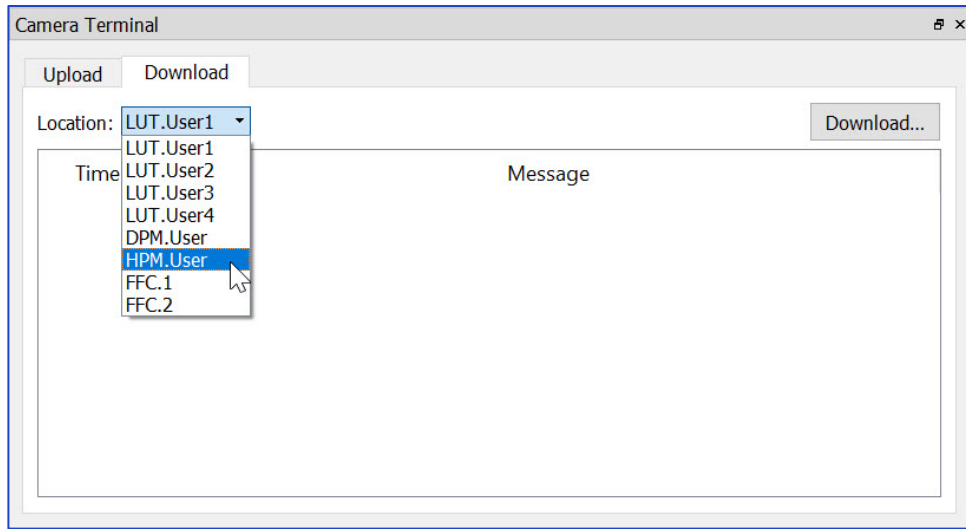 Camera Terminal
Upload Download
Location: LUT.User1 Download...
LUT.User1
Time LUT.User2 Message
LUT.User3
LUT.User4
DPM.User
HPM.User
FFC.1
FFC.2